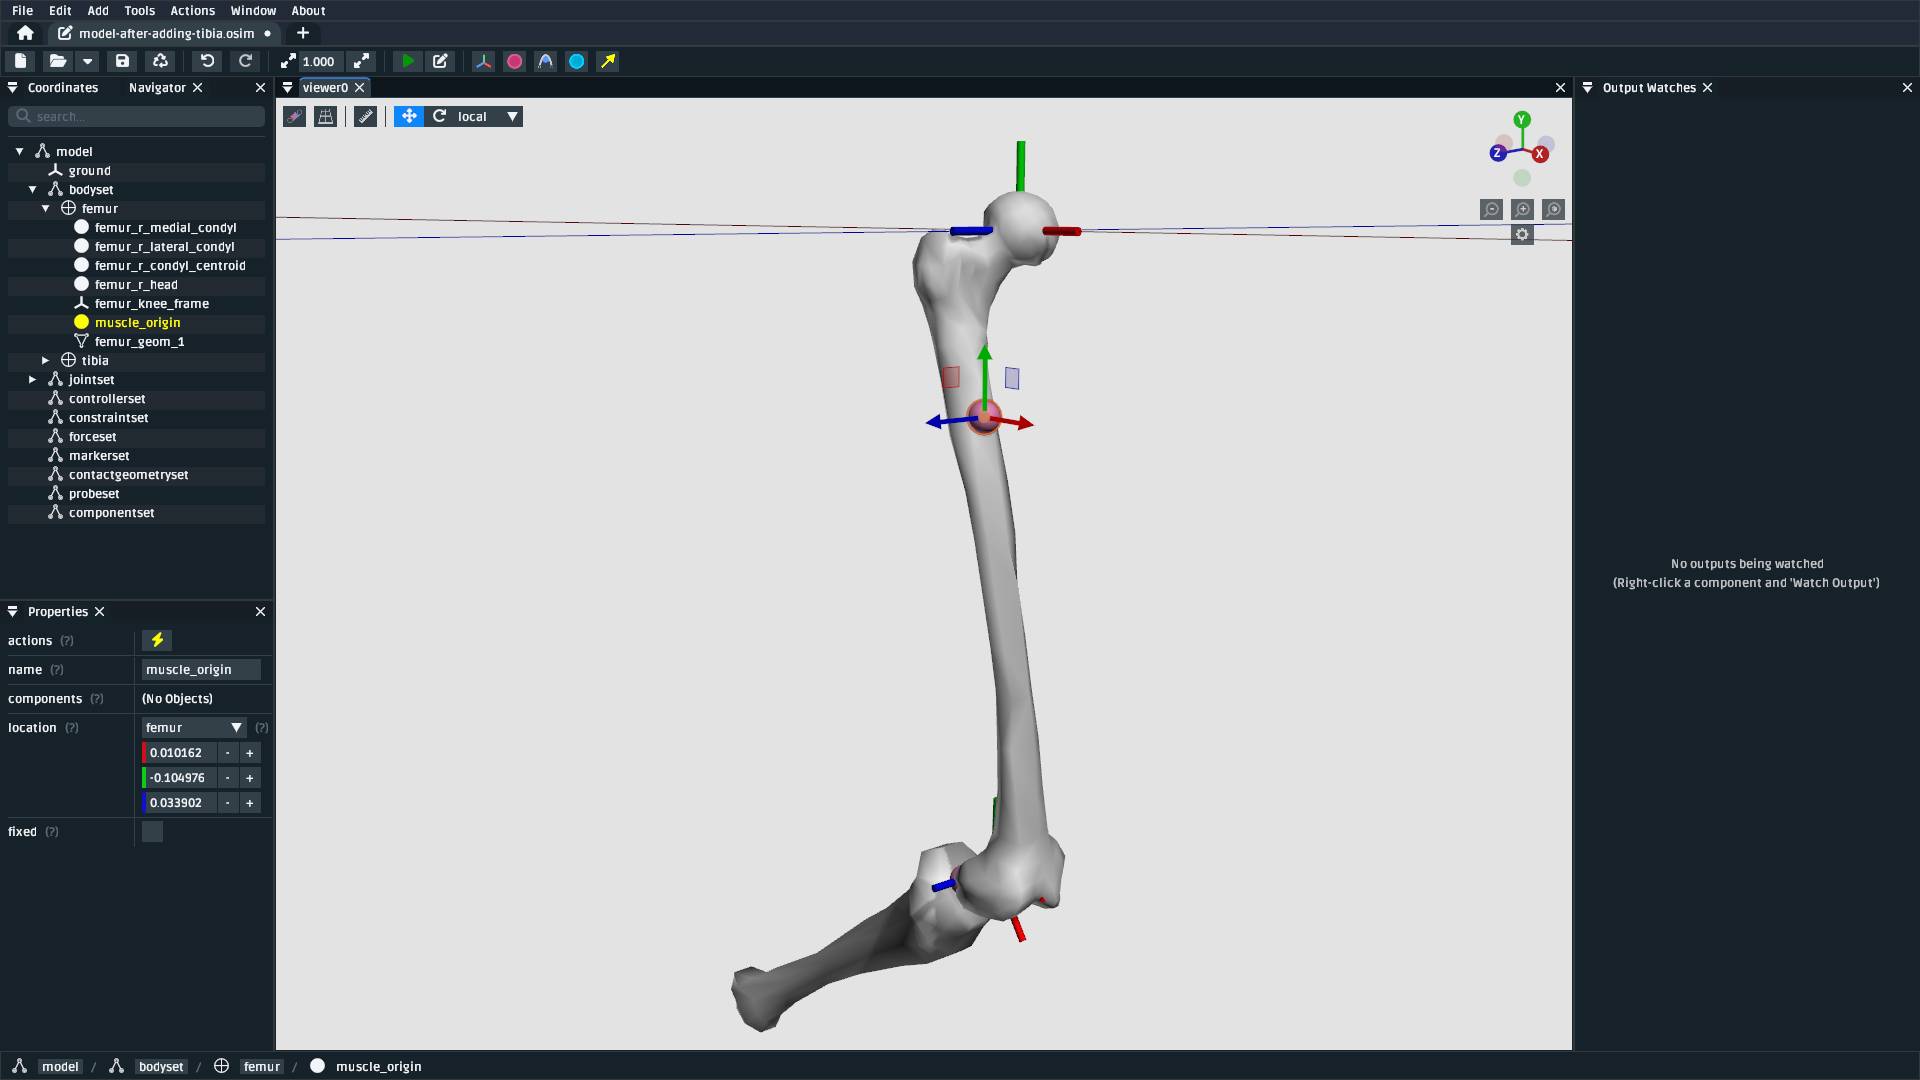 File Edit Add Tools Actions Window About
model-after-adding-tibia.osim
1.000
Coordinates Navigator
viewer0
Output Watches
search...
local
Y
Z X
model
ground
bodyset
femur
femur_r_medial_condyl
femur_r_lateral_condyl
femur_r_condyl_centroid
femur_r_head
femur_knee_frame
muscle_origin
femur_geom_1
tibia
jointset
controllerset
constraintset
forceset
markerset
contactgeometryset
probeset
componentset
No outputs being watched
(Right-click a component and 'Watch Output')
Properties
actions (?)
name (?) muscle_origin
components (?) (No Objects)
location (?) femur (?)
0.010162 - +
-0.104976 - +
0.033902 - +
fixed (?)
model / bodyset / femur / muscle_origin